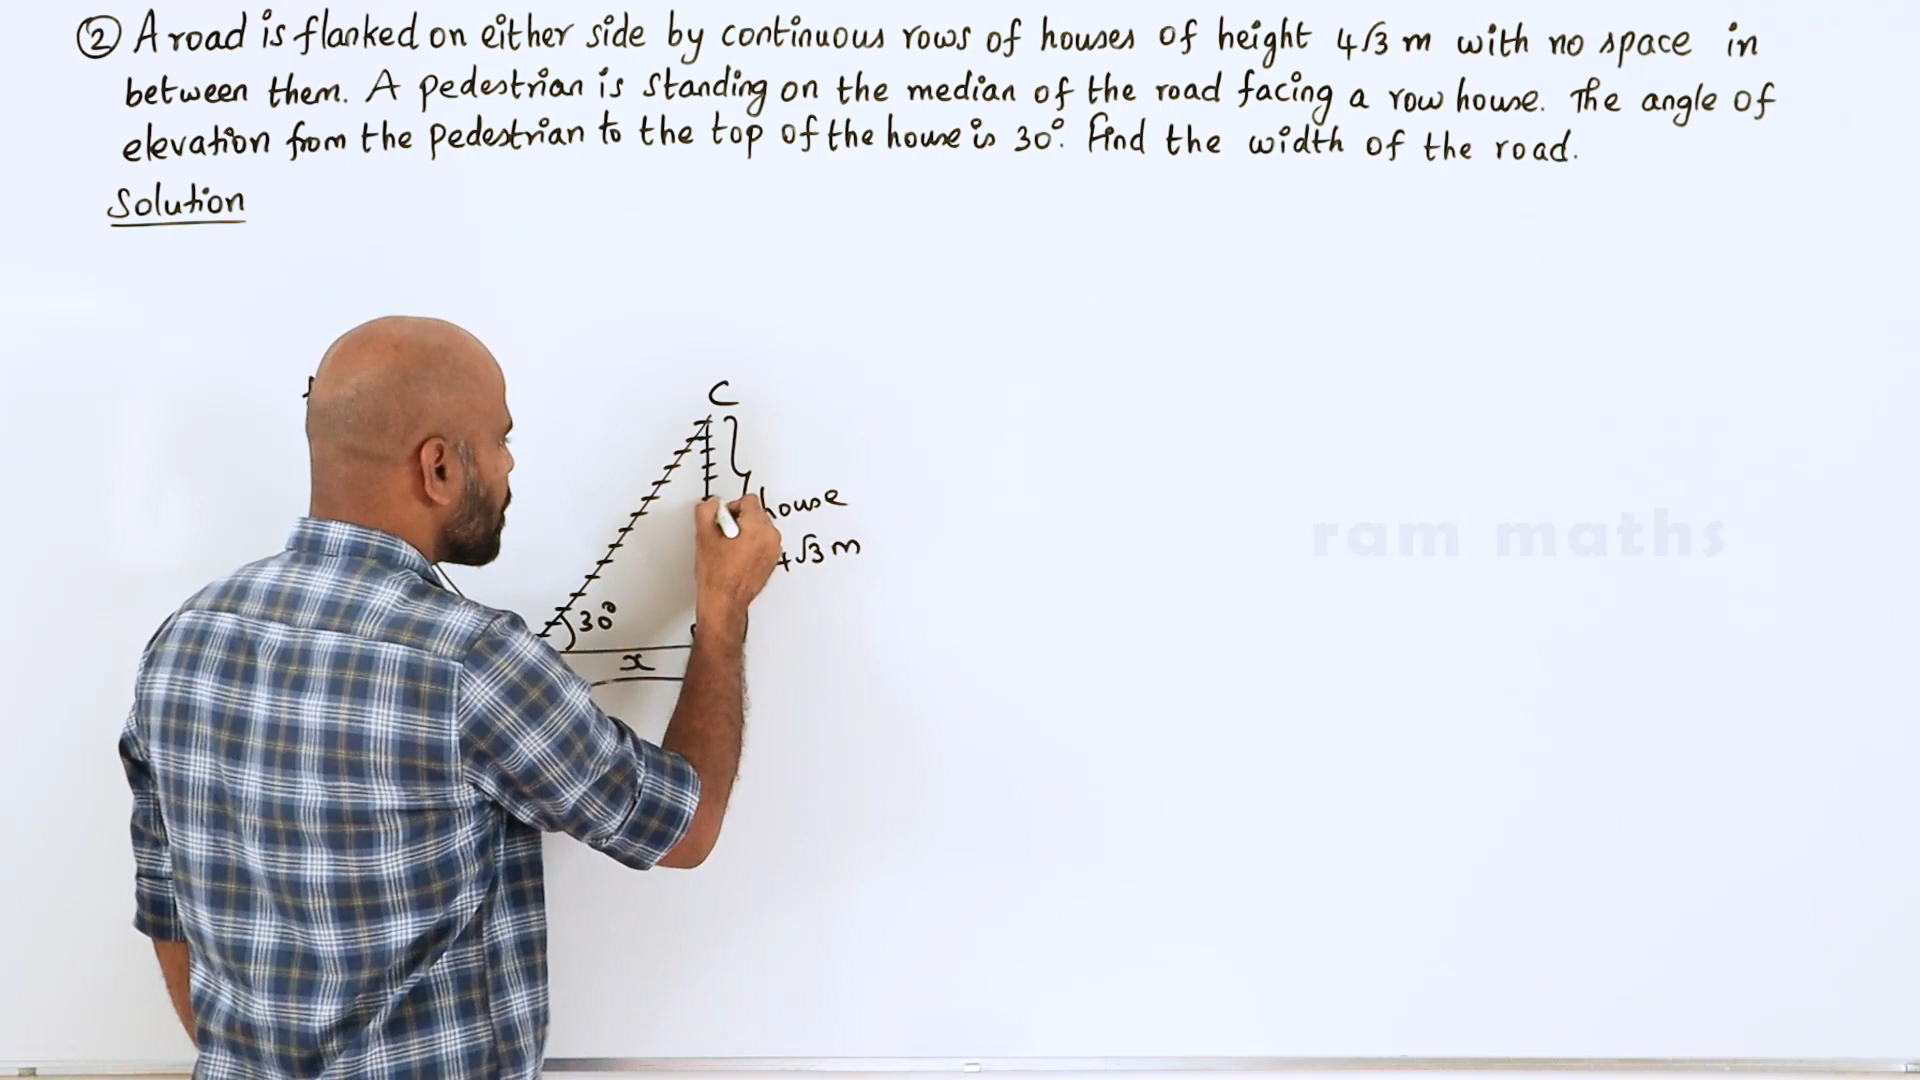 ② A road is flanked on either side by continuous rows of houses of height 4√3 m with no space in
between them. A pedestrian is standing on the median of the road facing a row house. The angle of
elevation from the pedestrian to the top of the house is 30°. Find the width of the road.
Solution
C
house
√3 m
30°
x
ram maths